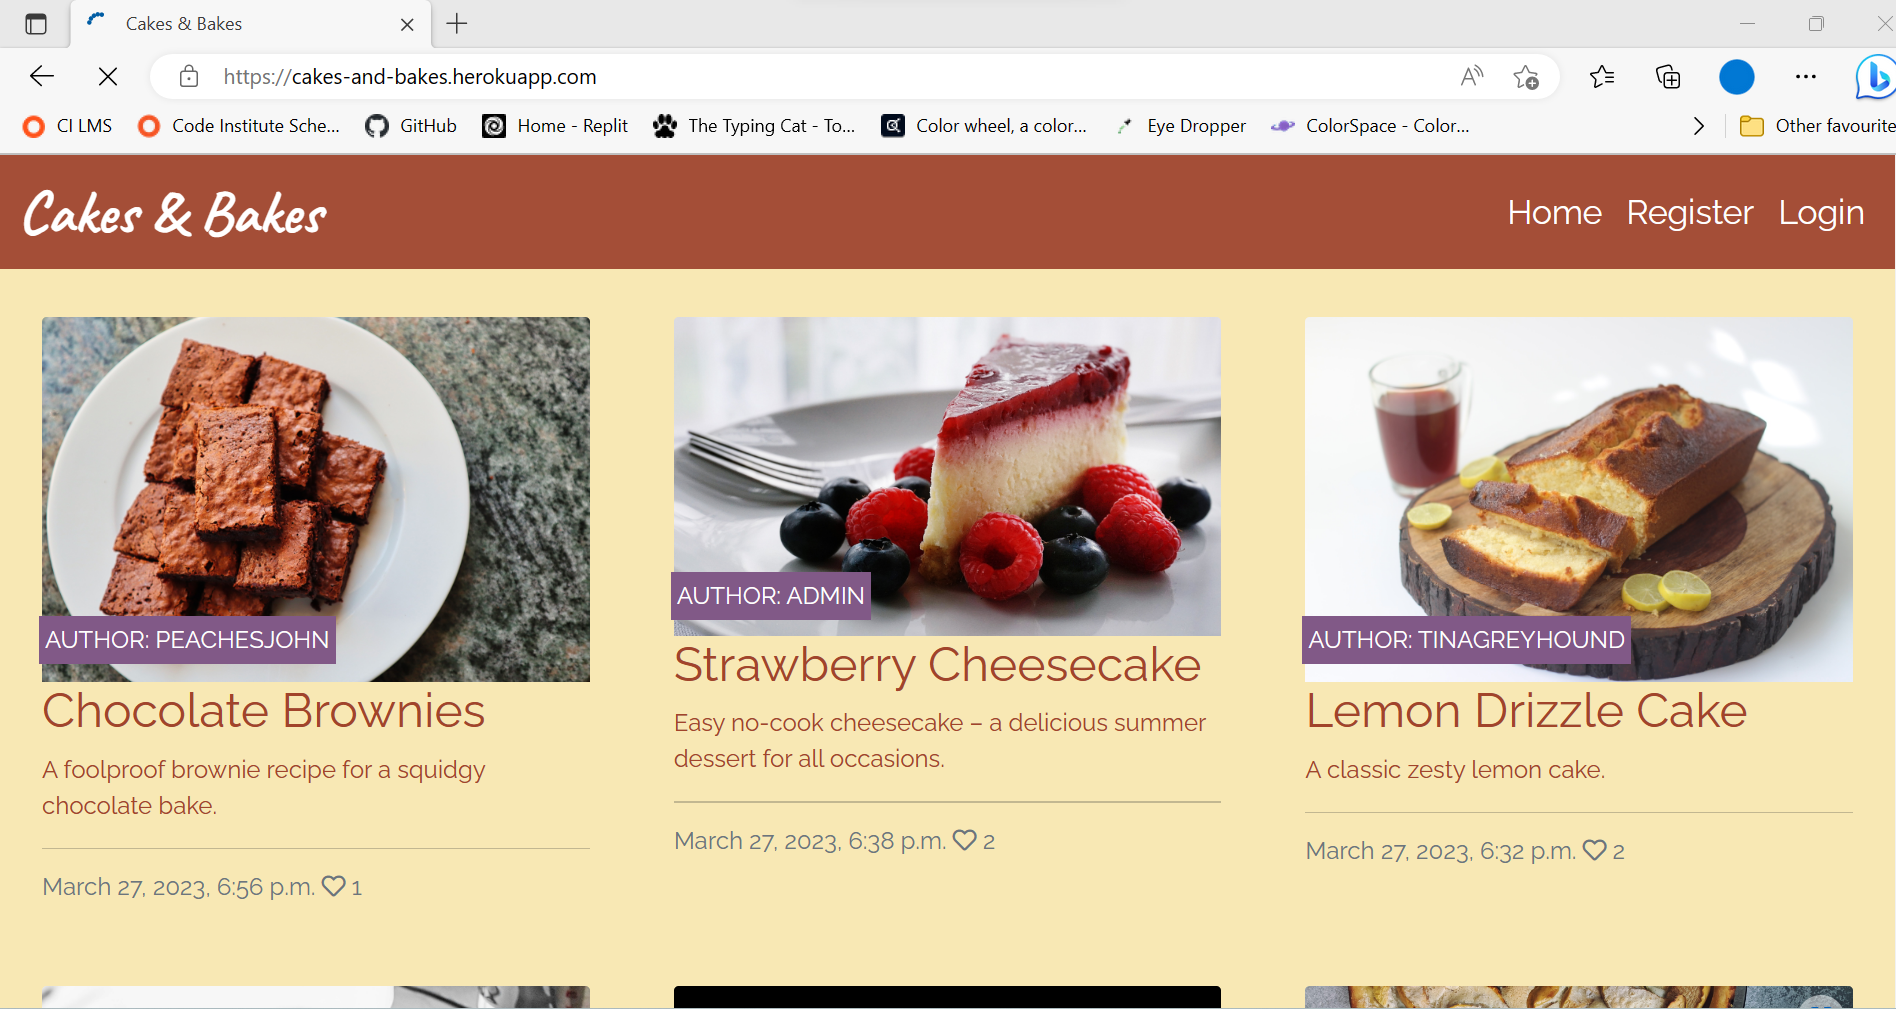 Cakes & Bakes
https://cakes-and-bakes.herokuapp.com
CI LMS
Code Institute Sche...
GitHub
Home - Replit
The Typing Cat - To...
Color wheel, a color...
Eye Dropper
ColorSpace - Color...
Other favourite
Cakes & Bakes
Home Register Login
AUTHOR: PEACHESJOHN
Chocolate Brownies
A foolproof brownie recipe for a squidgy
chocolate bake.
March 27, 2023, 6:56 p.m. 1
AUTHOR: ADMIN
Strawberry Cheesecake
Easy no-cook cheesecake – a delicious summer
dessert for all occasions.
March 27, 2023, 6:38 p.m. 2
AUTHOR: TINAGREYHOUND
Lemon Drizzle Cake
A classic zesty lemon cake.
March 27, 2023, 6:32 p.m. 2